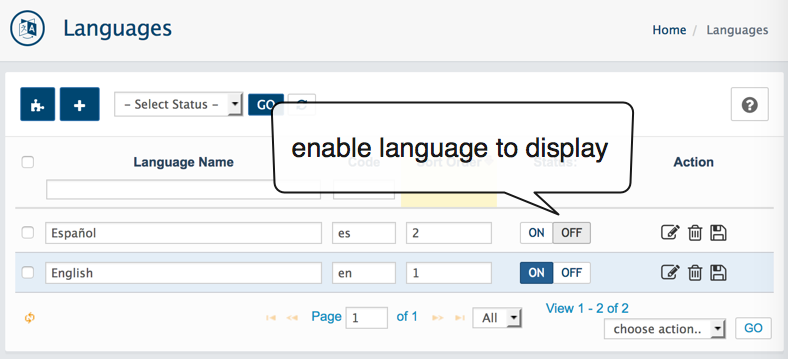 Languages
Home / Languages
– Select Status –
GO
?
enable language to display
Language Name
Code
Sort Order
Status:
Action
Español
es
2
ON OFF
English
en
1
ON OFF
Page 1 of 1
All
View 1 - 2 of 2
choose action..
GO